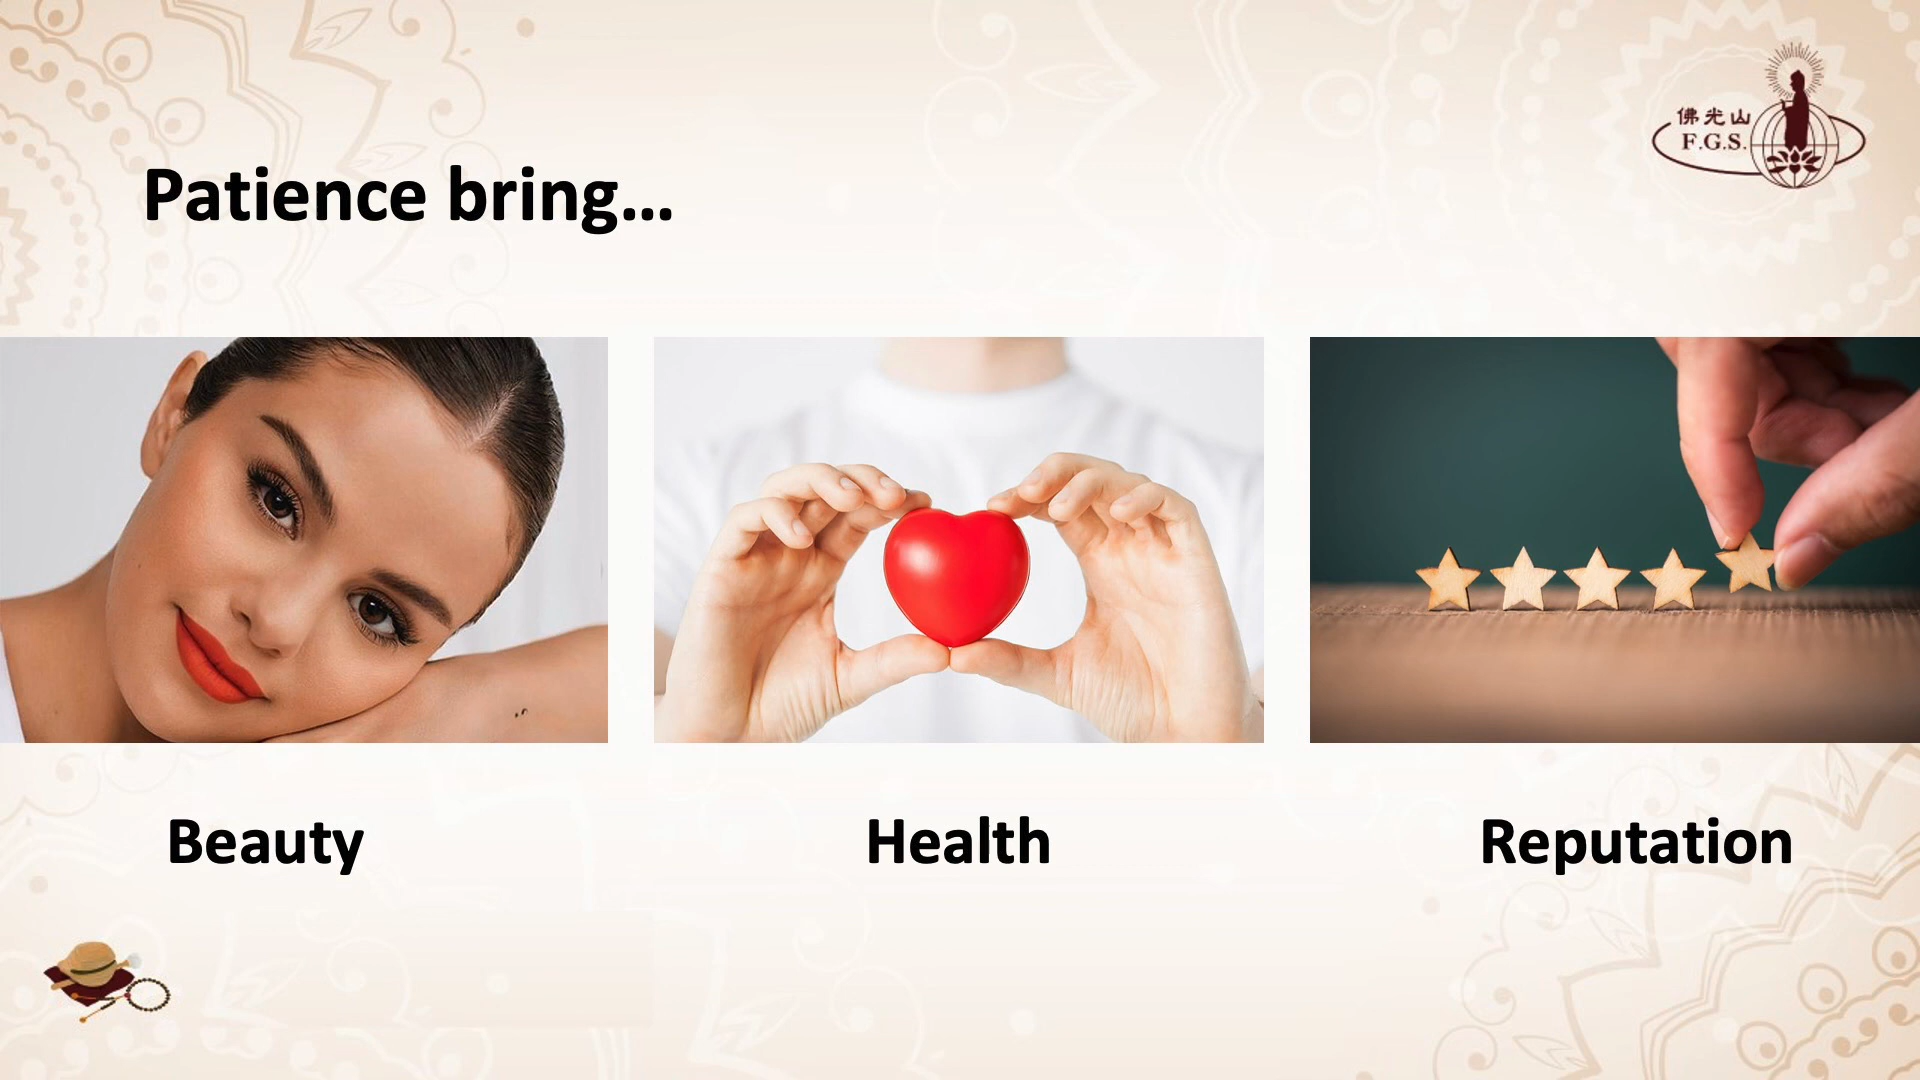 佛光山
F.G.S.
Patience bring...
Beauty
Health
Reputation